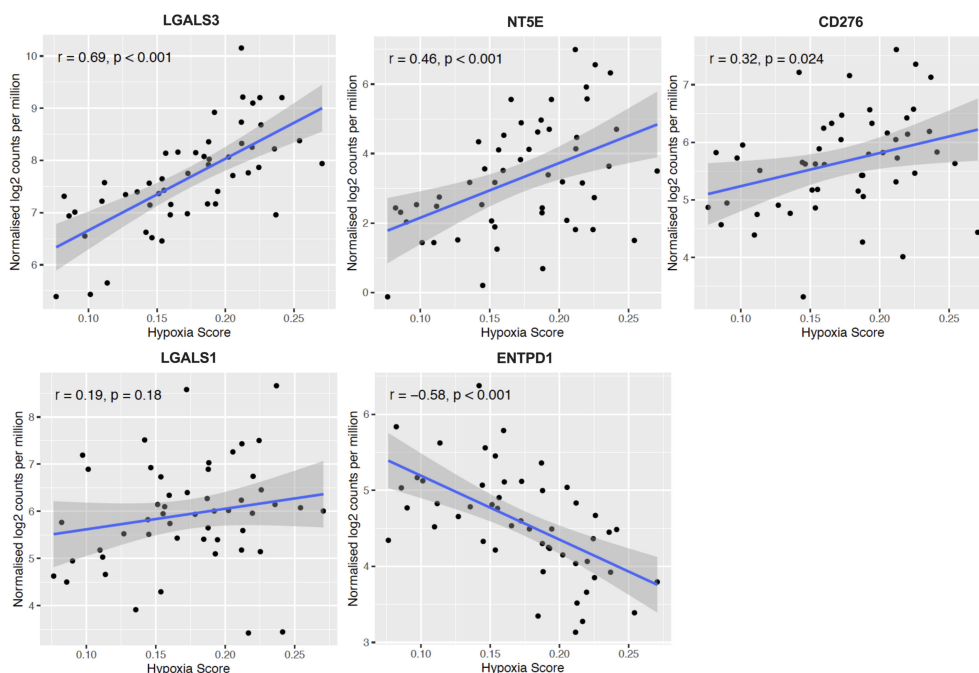 LGALS3
r = 0.69, p < 0.001
Normalised log2 counts per million
10
9
8
7
6
0.10 0.15 0.20 0.25
Hypoxia Score
NT5E
r = 0.46, p < 0.001
Normalised log2 counts per million
6
4
2
0
0.10 0.15 0.20 0.25
Hypoxia Score
CD276
r = 0.32, p = 0.024
Normalised log2 counts per million
7
6
5
4
0.10 0.15 0.20 0.25
Hypoxia Score
LGALS1
r = 0.19, p = 0.18
Normalised log2 counts per million
8
7
6
5
4
0.10 0.15 0.20 0.25
Hypoxia Score
ENTPD1
r = −0.58, p < 0.001
Normalised log2 counts per million
6
5
4
3
0.10 0.15 0.20 0.25
Hypoxia Score